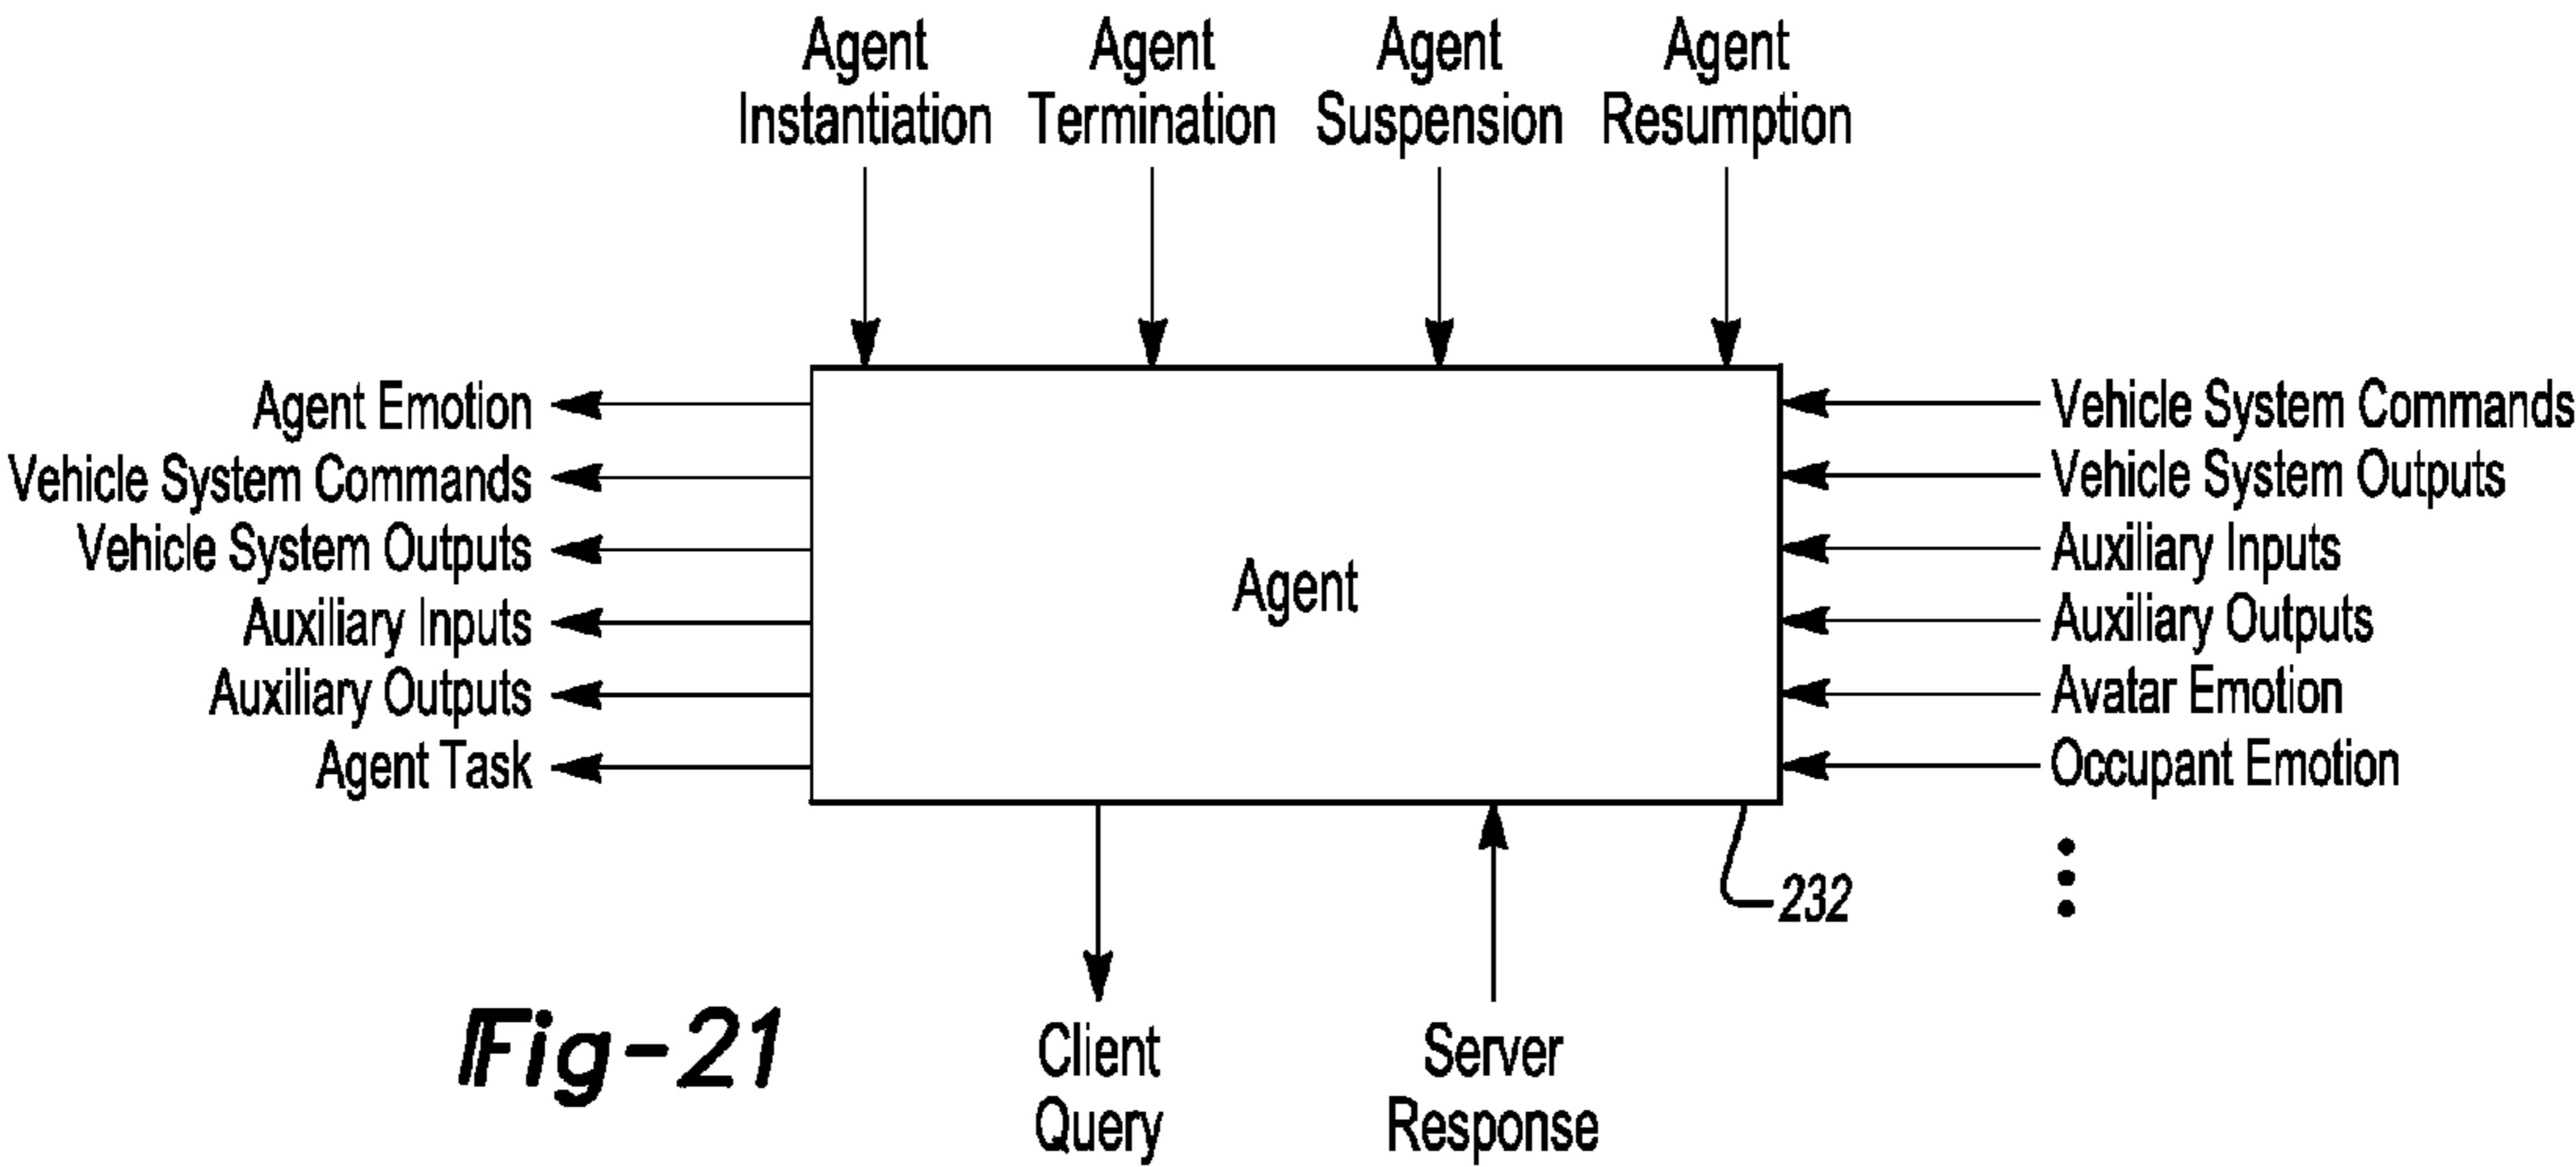 Agent
Instantiation
Agent
Termination
Agent
Suspension
Agent
Resumption
Agent Emotion
Vehicle System Commands
Vehicle System Outputs
Auxiliary Inputs
Auxiliary Outputs
Agent Task
Agent
Vehicle System Commands
Vehicle System Outputs
Auxiliary Inputs
Auxiliary Outputs
Avatar Emotion
Occupant Emotion
232
Client
Query
Server
Response
Fig-21